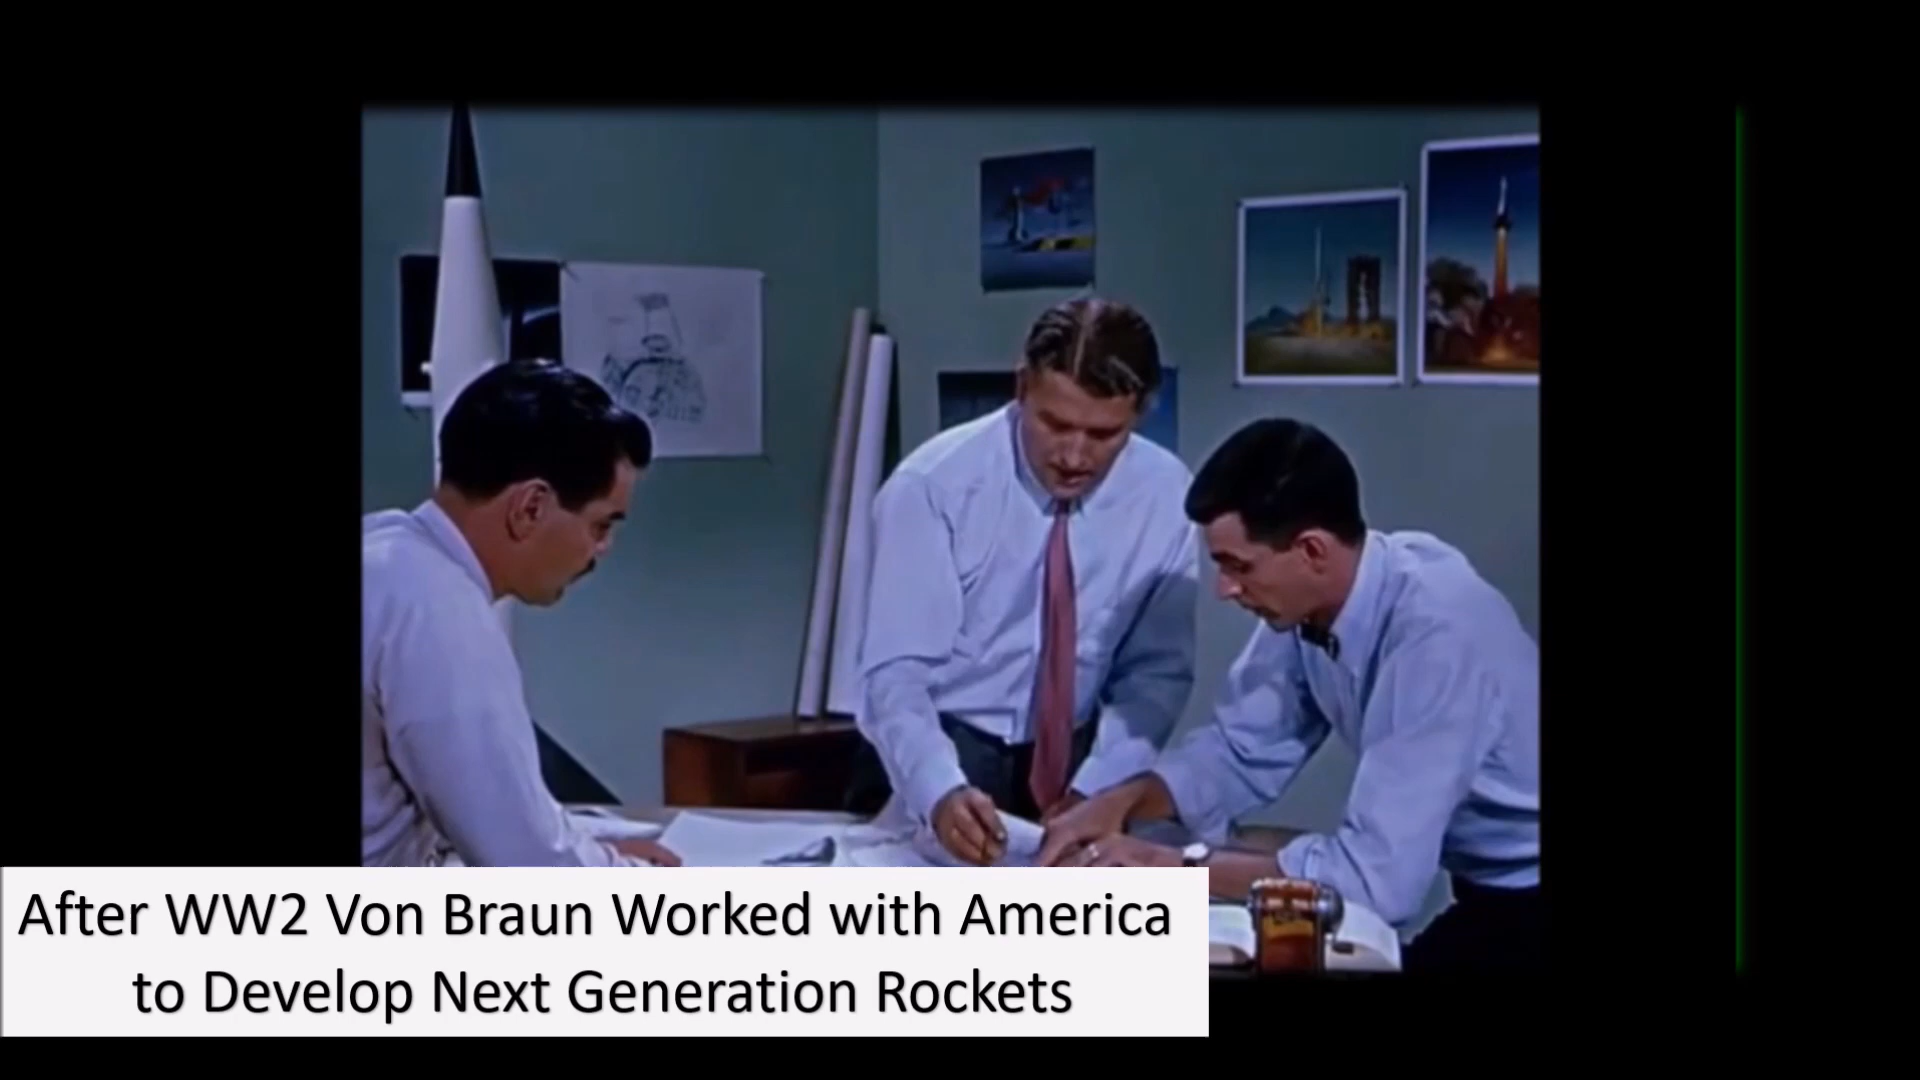 After WW2 Von Braun Worked with America
to Develop Next Generation Rockets